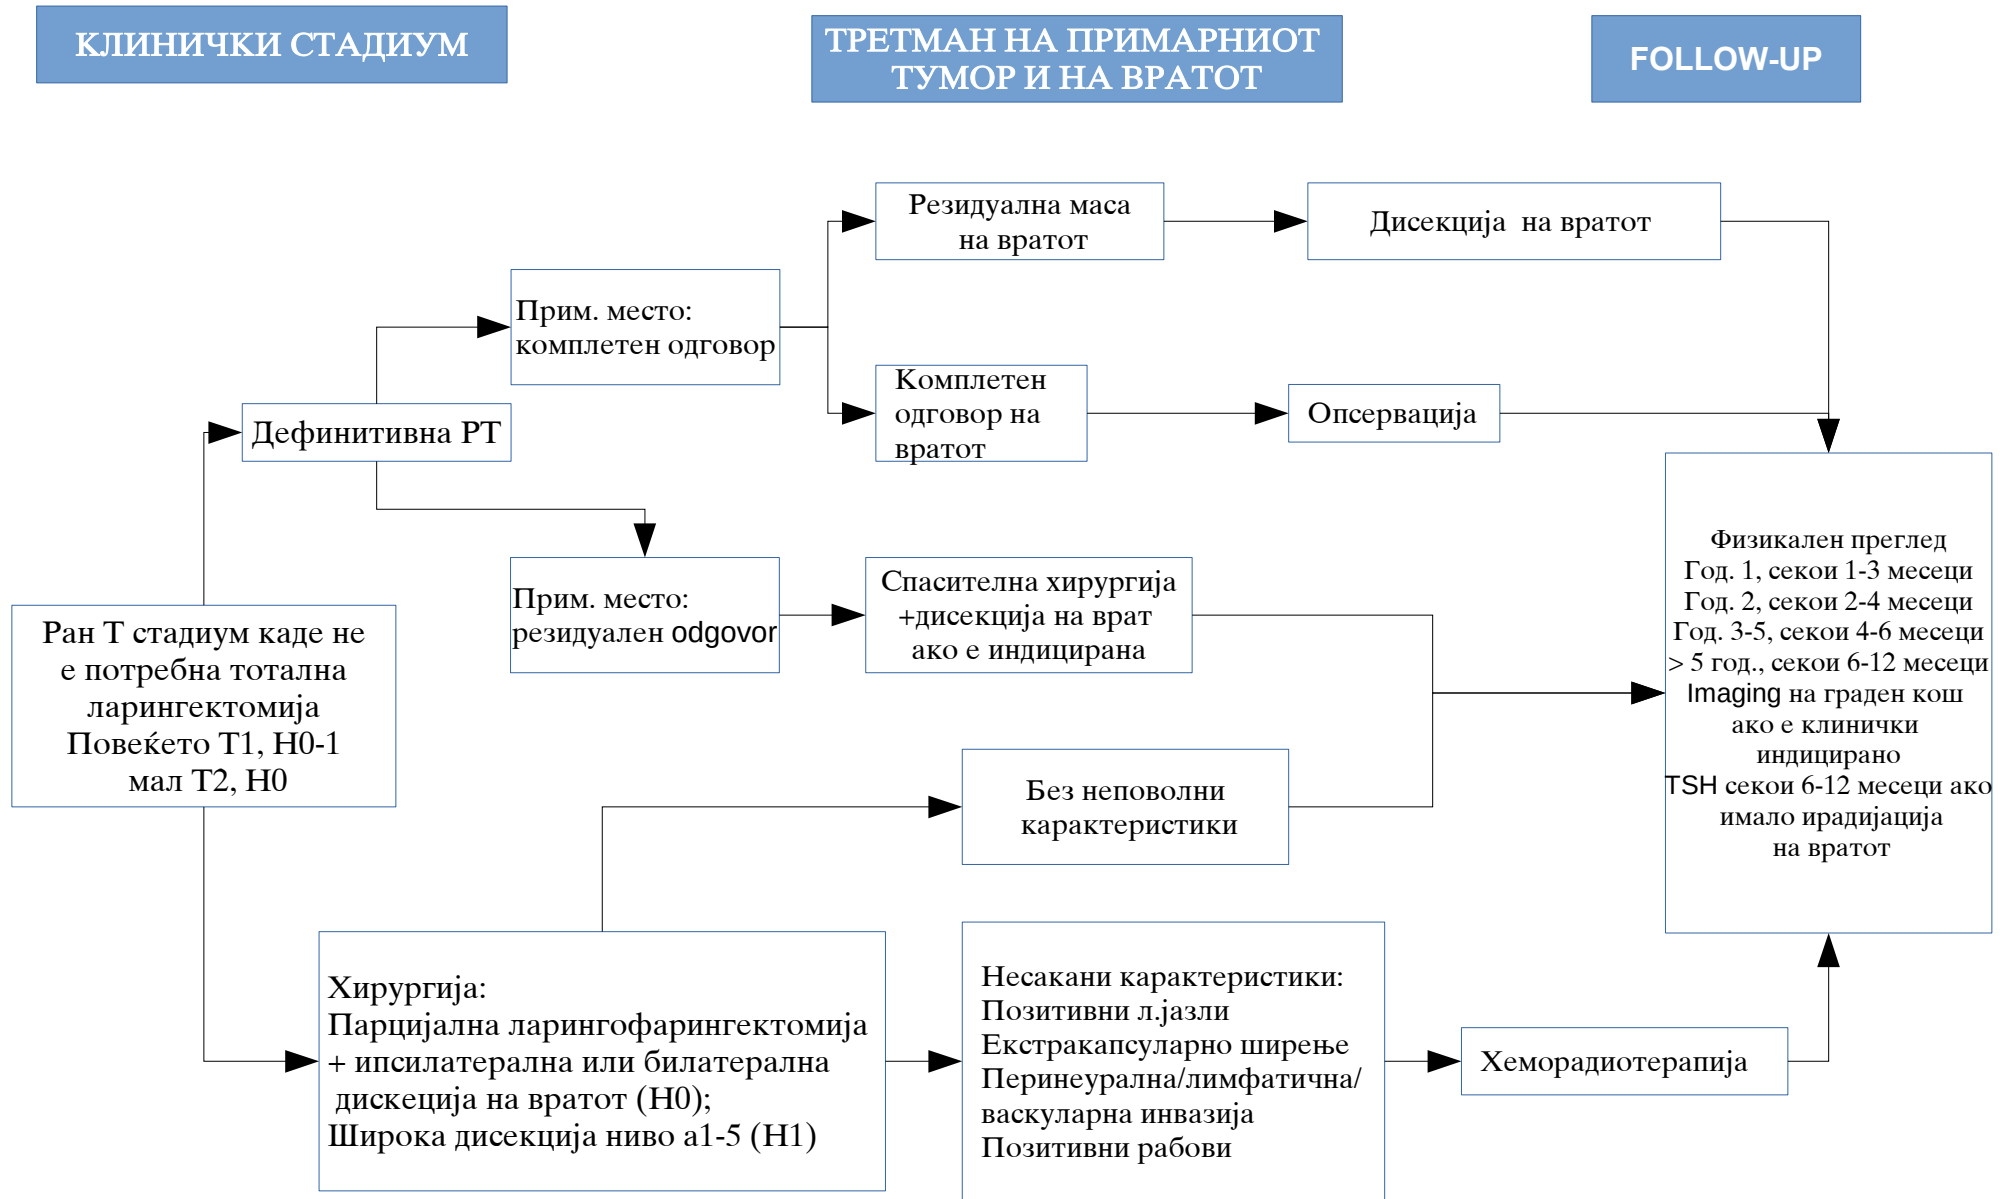 КЛИНИЧКИ СТАДИУМ
ТРЕТМАН НА ПРИМАРНИОТ
ТУМОР И НА ВРАТОТ
FOLLOW-UP
Резидуална маса
на вратот
Дисекција на вратот
Прим. место:
комплетен одговор
Комплетен
одговор на
вратот
Опсервација
Дефинитивна РТ
Прим. место:
резидуален odgovor
Спасителна хирургија
+дисекција на врат
ако е индицирана
Физикален преглед
Год. 1, секои 1-3 месеци
Год. 2, секои 2-4 месеци
Год. 3-5, секои 4-6 месеци
> 5 год., секои 6-12 месеци
Imaging на граден кош
ако е клинички
индицирано
TSH секои 6-12 месеци ако
имало ирадијација
на вратот
Ран Т стадиум каде не
е потребна тотална
ларингектомија
Повеќето Т1, Н0-1
мал Т2, Н0
Без неповолни
карактеристики
Хирургија:
Парцијална ларингофарингектомија
+ ипсилатерална или билатерална
дискеција на вратот (Н0);
Широка дисекција ниво а1-5 (Н1)
Несакани карактеристики:
Позитивни л.јазли
Екстракапсуларно ширење
Перинеурална/лимфатична/
васкуларна инвазија
Позитивни рабови
Хеморадиотерапија